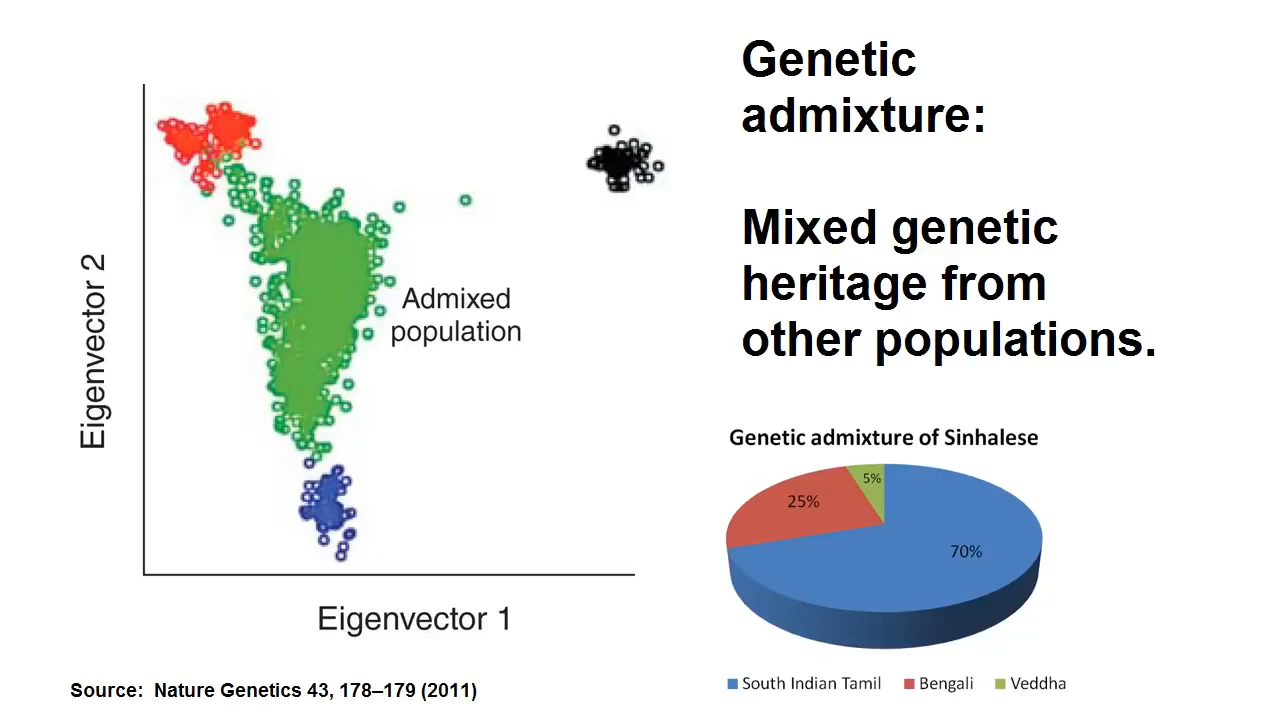 Genetic
admixture:
Mixed genetic
heritage from
other populations.
Eigenvector 2
Admixed
population
Eigenvector 1
Source:  Nature Genetics 43, 178–179 (2011)
Genetic admixture of Sinhalese
5%
25%
70%
South Indian Tamil
Bengali
Veddha